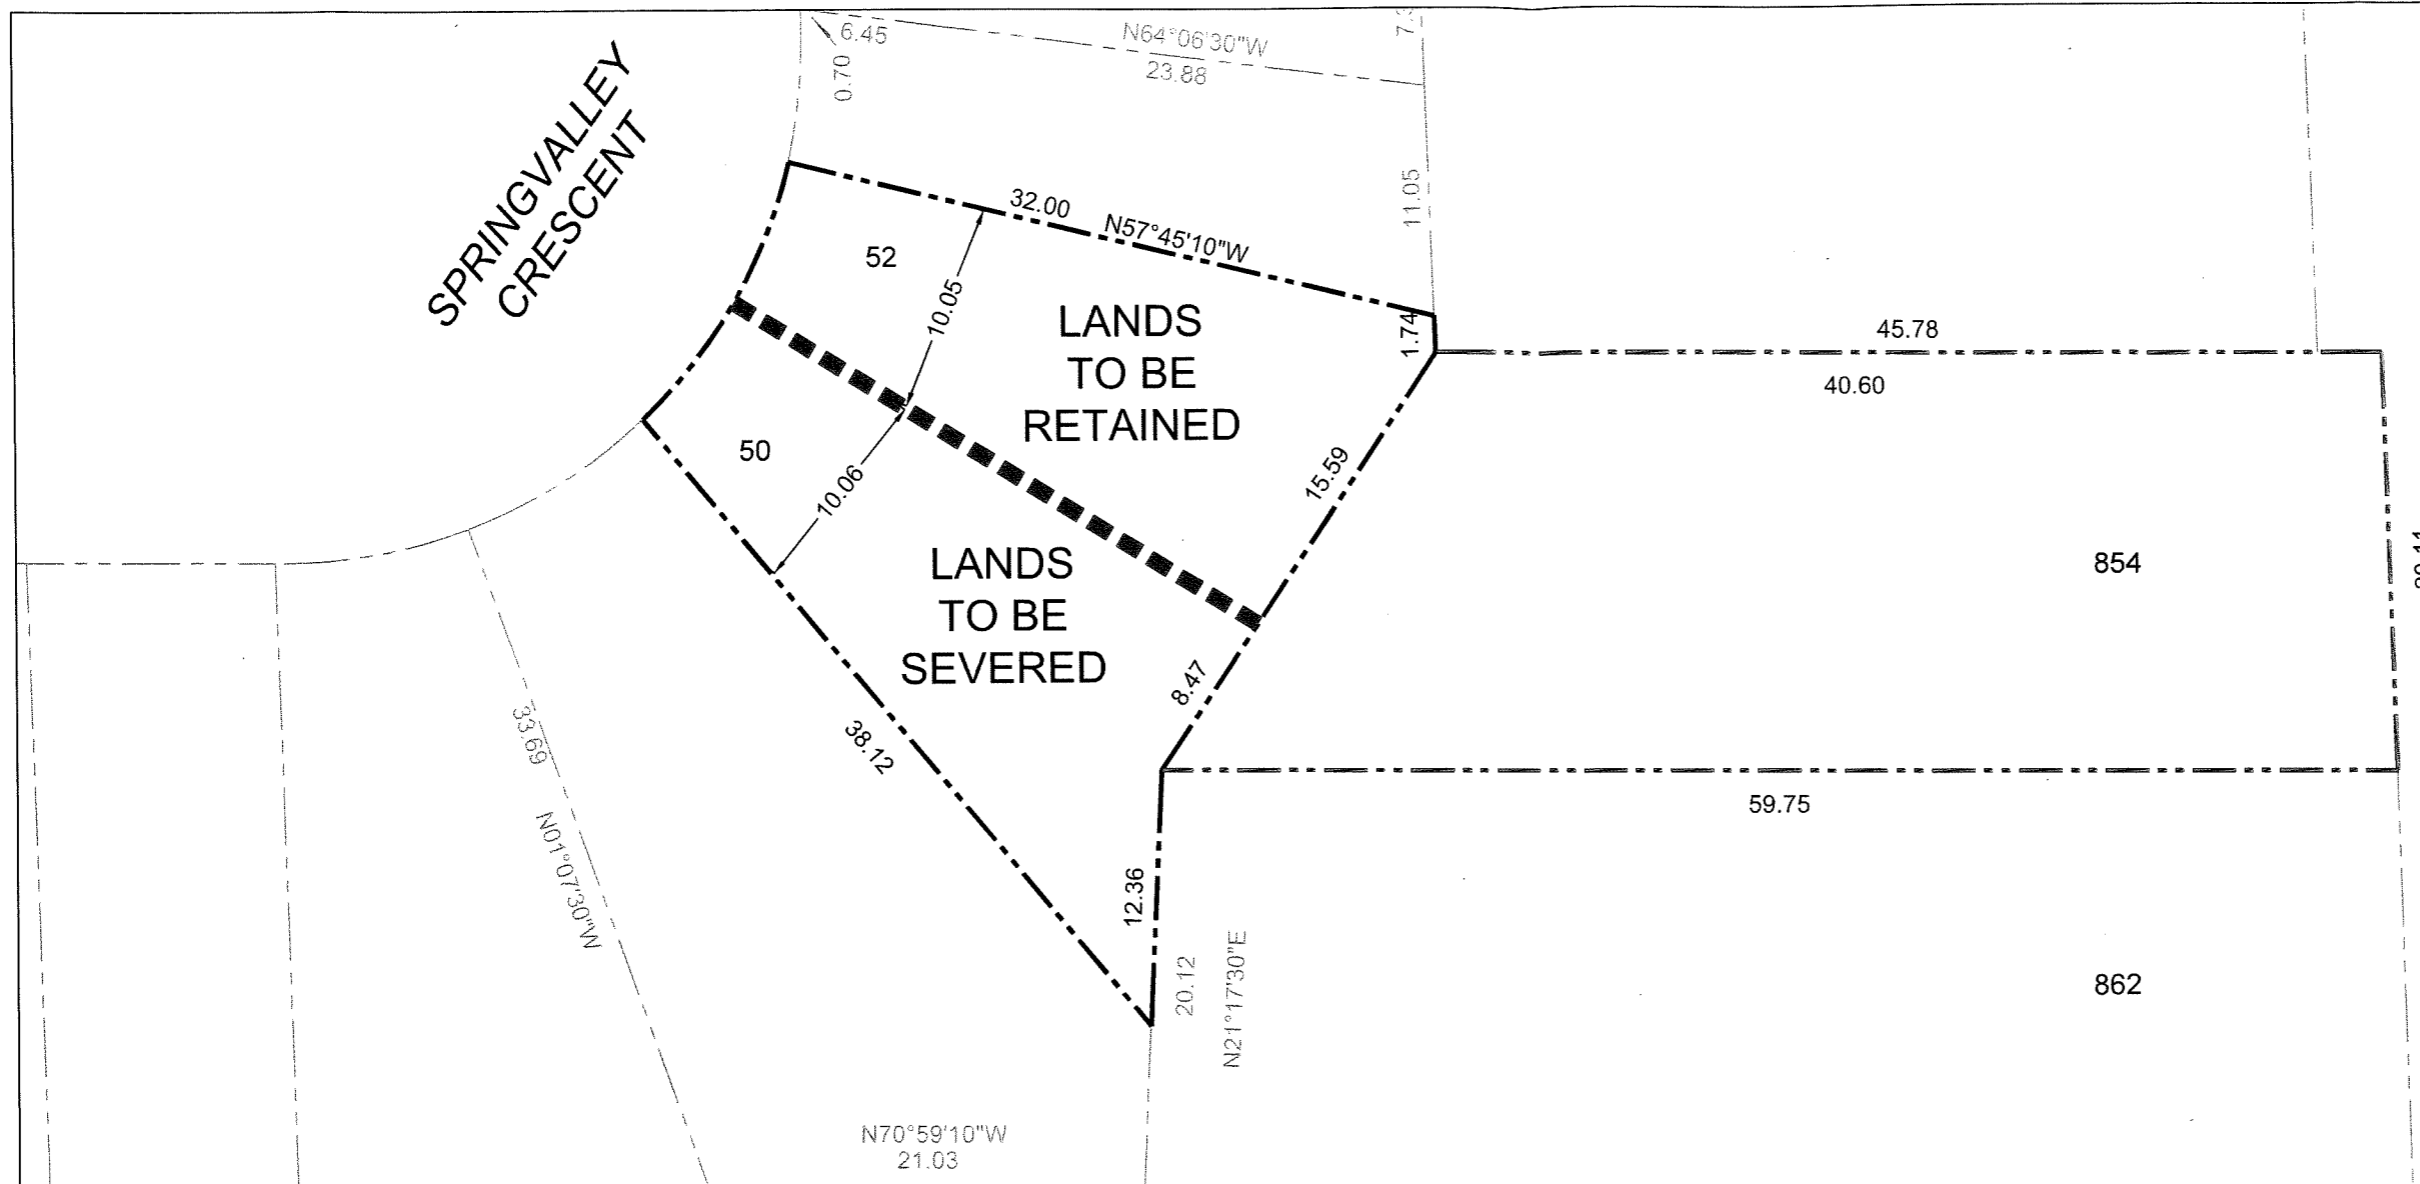 6.45
0.70
N64°06'30"W
23.88
SPRINGVALLEY
CRESCENT
11.05
32.00
N57°45'10"W
52
10.05
LANDS
TO BE
RETAINED
1.74
45.78
40.60
50
10.06
15.59
LANDS
TO BE
SEVERED
854
8.47
33.69
38.12
59.75
N01°07'30"W
12.36
20.12
N21°17'30"E
862
N70°59'10"W
21.03